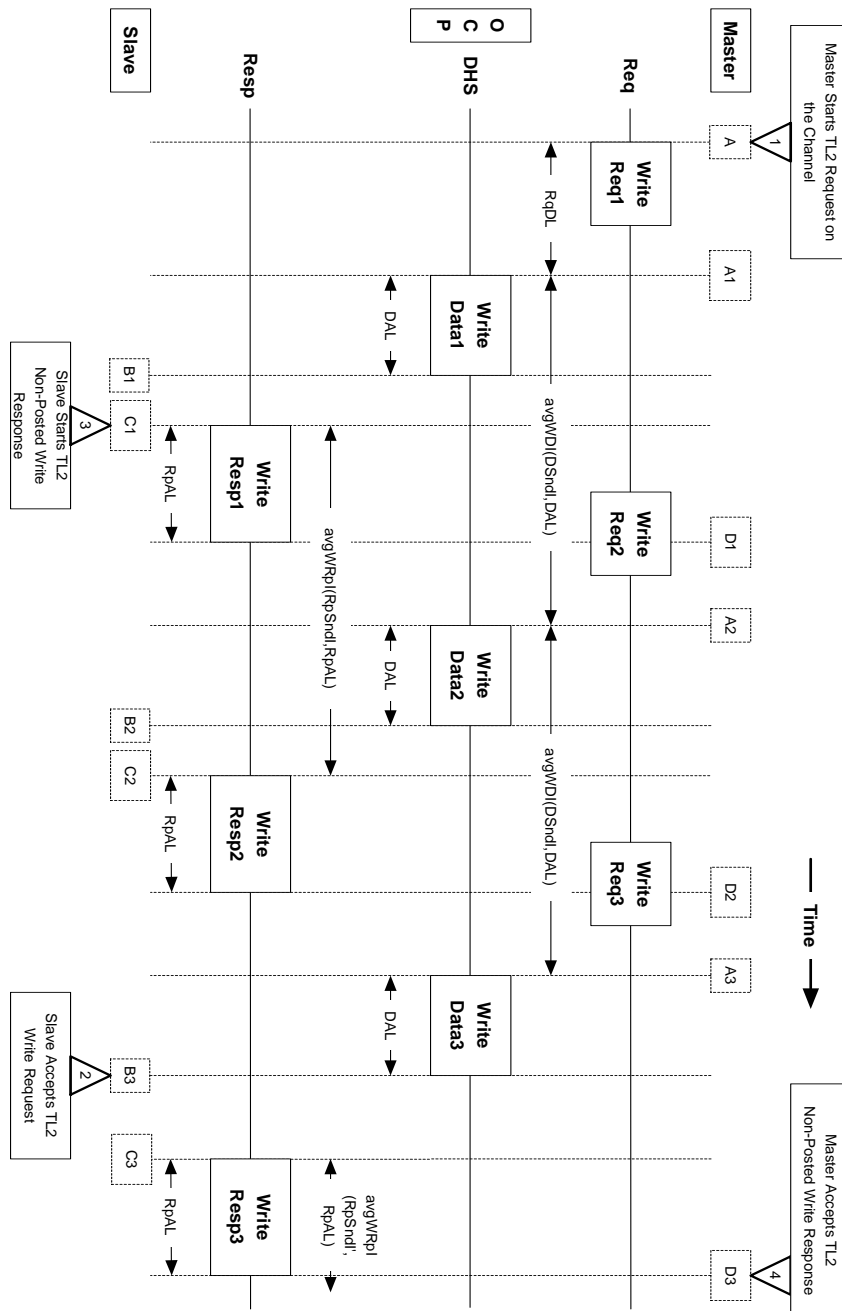 Master Starts TL2 Request on
the Channel
1
Master Accepts TL2
Non-Posted Write Response
4
Time
Master
A
A1
D1
A2
D2
A3
D3
Req
Write
Req1
Write
Req2
Write
Req3
RqDL
avgWDI(DSndI,DAL)
avgWDI(DSndI,DAL)
O
C
P
DHS
Write
Data1
Write
Data2
Write
Data3
DAL
DAL
DAL
avgWRpI(RpSndI,RpAL)
avgWRpI
(RpSndI',
RpAL)
Resp
Write
Resp1
Write
Resp2
Write
Resp3
RpAL
RpAL
RpAL
Slave
B1
C1
B2
C2
B3
C3
3
Slave Starts TL2
Non-Posted Write
Response
2
Slave Accepts TL2
Write Request